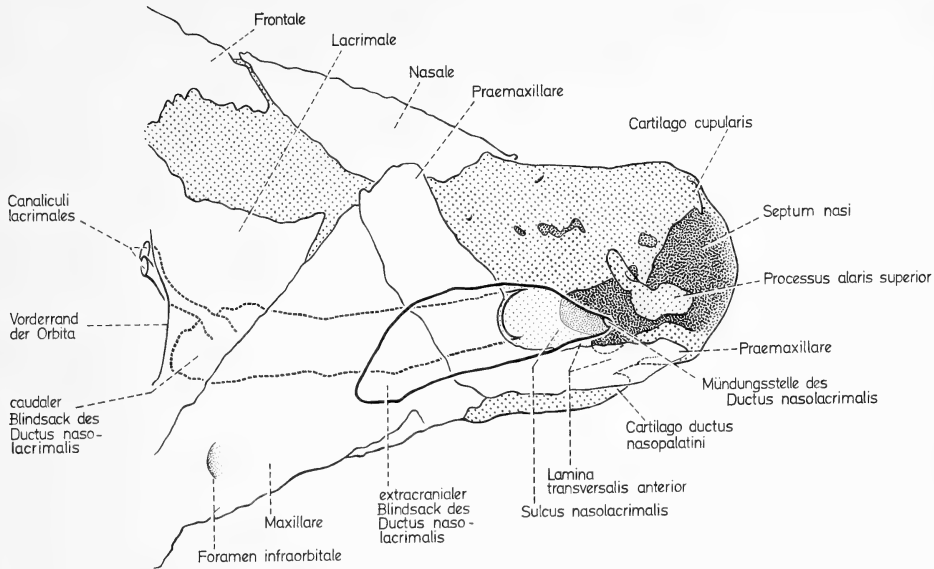 Frontale
Lacrimale
Nasale
Praemaxillare
Cartilago cupularis
Septum nasi
Processus alaris superior
Praemaxillare
Mündungsstelle des
Ductus nasolacrimalis
Cartilago ductus
nasopalatini
Lamina
transversalis anterior
Sulcus nasolacrimalis
extracranialer
Blindsack des
Ductus naso-
lacrimalis
Maxillare
Foramen infraorbitale
caudaler
Blindsack des
Ductus naso-
lacrimalis
Vorderrand
der Orbita
Canaliculi
lacrimales